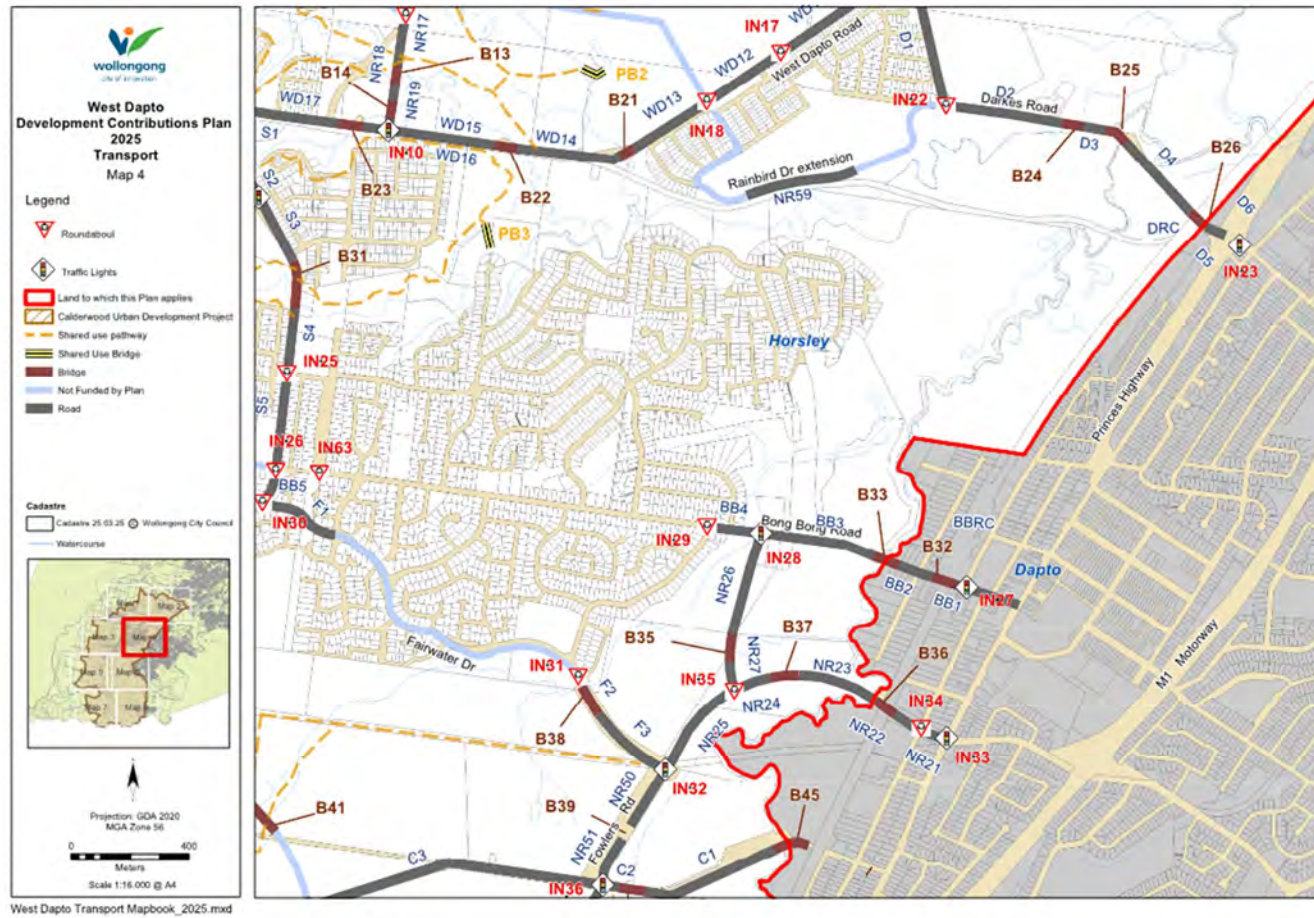 wollongong
city of innovation
West Dapto
Development Contributions Plan
2025
Transport
Map 4
Legend
Roundabout
Traffic Lights
Land to which this Plan applies
Calderwood Urban Development Project
Shared use pathway
Shared Use Bridge
Bridge
Not Funded by Plan
Road
Cadastre
Cadastre 25.03.25 © Wollongong City Council
Watercourse
Map 2
Map 3
Projection: GDA 2020
MGA Zone 56
0 400
Meters
Scale 1:16.000 @ A4
West Dapto Transport Mapbook_2025.mxd
NR17
IN17
B13
NR18
B14
PB2
WD12
West Dapto Road
D1
B25
NR19
B21
WD13
IN22
D2
Darkes Road
WD17
IN18
S1
WD15
WD14
D3
D4
B26
IN10
WD16
B24
B23
B22
Rainbird Dr extension
NR59
S2
D6
S3
PB3
DRC
D5
IN23
B31
S4
Horsley
IN25
S5
Princes Highway
IN26
IN63
BB5
IN30
F1
BB4
BB3
Bong Bong Road
B33
BBRC
IN29
IN28
B32
Dapto
BB2
BB1
IN27
NR26
M1 Motorway
Fairwater Dr
B35
B37
NR27
NR23
B36
IN31
IN35
NR24
IN34
F2
NR25
NR22
IN33
B38
F3
NR21
IN32
NR50
B41
B39
Fowlers Rd
B45
NR51
C3
C2
C1
IN36